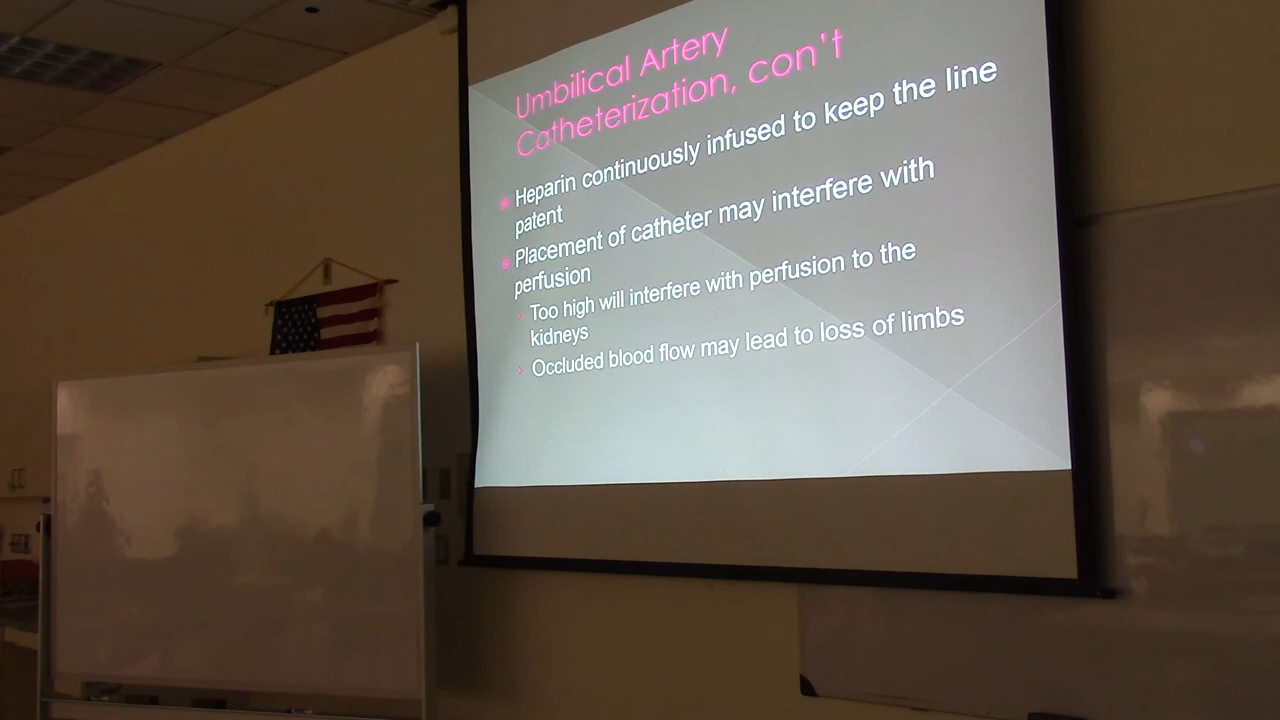 Umbilical Artery
Catheterization, con't
Heparin continuously infused to keep the line
patent
Placement of catheter may interfere with
perfusion
Too high will interfere with perfusion to the
kidneys
Occluded blood flow may lead to loss of limbs